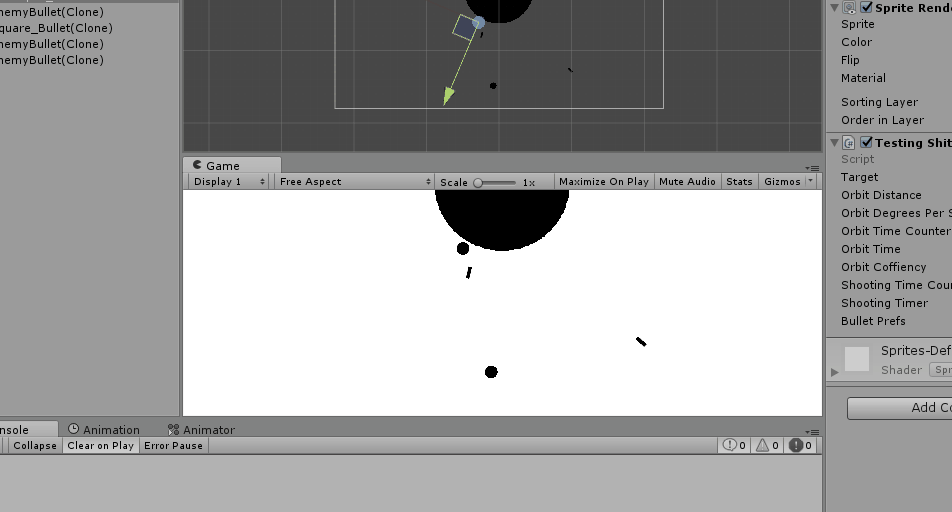 nemyBullet(Clone)
quare_Bullet(Clone)
nemyBullet(Clone)
nemyBullet(Clone)
Game
Display 1
Free Aspect
Scale
1x
Maximize On Play
Mute Audio
Stats
Gizmos
nsole
Animation
Animator
Collapse
Clear on Play
Error Pause
0
0
0
Sprite Rende
Sprite
Color
Flip
Material
Sorting Layer
Order in Layer
Testing Shit
Script
Target
Orbit Distance
Orbit Degrees Per S
Orbit Time Counter
Orbit Time
Orbit Coffiency
Shooting Time Cou
Shooting Timer
Bullet Prefs
Sprites-Def
Shader Spr
Add Co